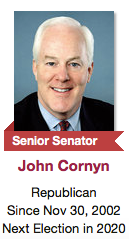 Senior Senator
John Cornyn
Republican
Since Nov 30, 2002
Next Election in 2020